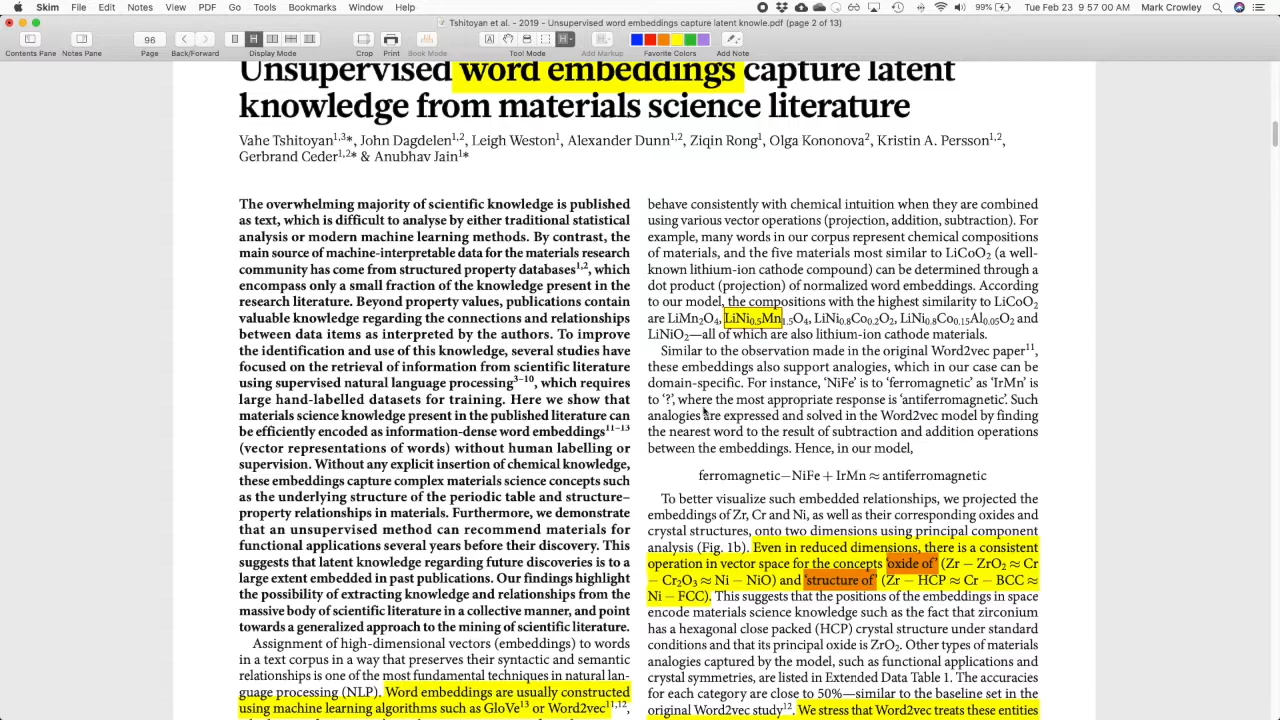 Skim File Edit Notes View PDF Go Tools Bookmarks Window Help 99% Tue Feb 23 9 57 00 AM Mark Crowley
Tshitoyan et al. - 2019 - Unsupervised word embeddings capture latent knowle.pdf (page 2 of 13)
96
Contents Pane Notes Pane Page Back/Forward Display Mode Crop Print Book Mode Tool Mode Add Markup Favorite Colors Add Note
Unsupervised word embeddings capture latent
knowledge from materials science literature
Vahe Tshitoyan1,3*, John Dagdelen1,2, Leigh Weston1, Alexander Dunn1,2, Ziqin Rong1, Olga Kononova2, Kristin A. Persson1,2,
Gerbrand Ceder1,2* & Anubhav Jain1*
The overwhelming majority of scientific knowledge is published
as text, which is difficult to analyse by either traditional statistical
analysis or modern machine learning methods. By contrast, the
main source of machine-interpretable data for the materials research
community has come from structured property databases1,2, which
encompass only a small fraction of the knowledge present in the
research literature. Beyond property values, publications contain
valuable knowledge regarding the connections and relationships
between data items as interpreted by the authors. To improve
the identification and use of this knowledge, several studies have
focused on the retrieval of information from scientific literature
using supervised natural language processing3–10, which requires
large hand-labelled datasets for training. Here we show that
materials science knowledge present in the published literature can
be efficiently encoded as information-dense word embeddings11–13
(vector representations of words) without human labelling or
supervision. Without any explicit insertion of chemical knowledge,
these embeddings capture complex materials science concepts such
as the underlying structure of the periodic table and structure–
property relationships in materials. Furthermore, we demonstrate
that an unsupervised method can recommend materials for
functional applications several years before their discovery. This
suggests that latent knowledge regarding future discoveries is to a
large extent embedded in past publications. Our findings highlight
the possibility of extracting knowledge and relationships from the
massive body of scientific literature in a collective manner, and point
towards a generalized approach to the mining of scientific literature.
Assignment of high-dimensional vectors (embeddings) to words
in a text corpus in a way that preserves their syntactic and semantic
relationships is one of the most fundamental techniques in natural lan-
guage processing (NLP). Word embeddings are usually constructed
using machine learning algorithms such as GloVe13 or Word2vec11,12,
behave consistently with chemical intuition when they are combined
using various vector operations (projection, addition, subtraction). For
example, many words in our corpus represent chemical compositions
of materials, and the five materials most similar to LiCoO2 (a well-
known lithium-ion cathode compound) can be determined through a
dot product (projection) of normalized word embeddings. According
to our model, the compositions with the highest similarity to LiCoO2
are LiMn2O4, LiNi0.5Mn1.5O4, LiNi0.8Co0.2O2, LiNi0.8Co0.15Al0.05O2 and
LiNiO2—all of which are also lithium-ion cathode materials.
Similar to the observation made in the original Word2vec paper11,
these embeddings also support analogies, which in our case can be
domain-specific. For instance, ‘NiFe’ is to ‘ferromagnetic’ as ‘IrMn’ is
to ‘?’, where the most appropriate response is ‘antiferromagnetic’. Such
analogies are expressed and solved in the Word2vec model by finding
the nearest word to the result of subtraction and addition operations
between the embeddings. Hence, in our model,
ferromagnetic−NiFe + IrMn ≈ antiferromagnetic
To better visualize such embedded relationships, we projected the
embeddings of Zr, Cr and Ni, as well as their corresponding oxides and
crystal structures, onto two dimensions using principal component
analysis (Fig. 1b). Even in reduced dimensions, there is a consistent
operation in vector space for the concepts ‘oxide of’ (Zr − ZrO2 ≈ Cr
− Cr2O3 ≈ Ni − NiO) and ‘structure of’ (Zr − HCP ≈ Cr − BCC ≈
Ni − FCC). This suggests that the positions of the embeddings in space
encode materials science knowledge such as the fact that zirconium
has a hexagonal close packed (HCP) crystal structure under standard
conditions and that its principal oxide is ZrO2. Other types of materials
analogies captured by the model, such as functional applications and
crystal symmetries, are listed in Extended Data Table 1. The accuracies
for each category are close to 50%—similar to the baseline set in the
original Word2vec study12. We stress that Word2vec treats these entities